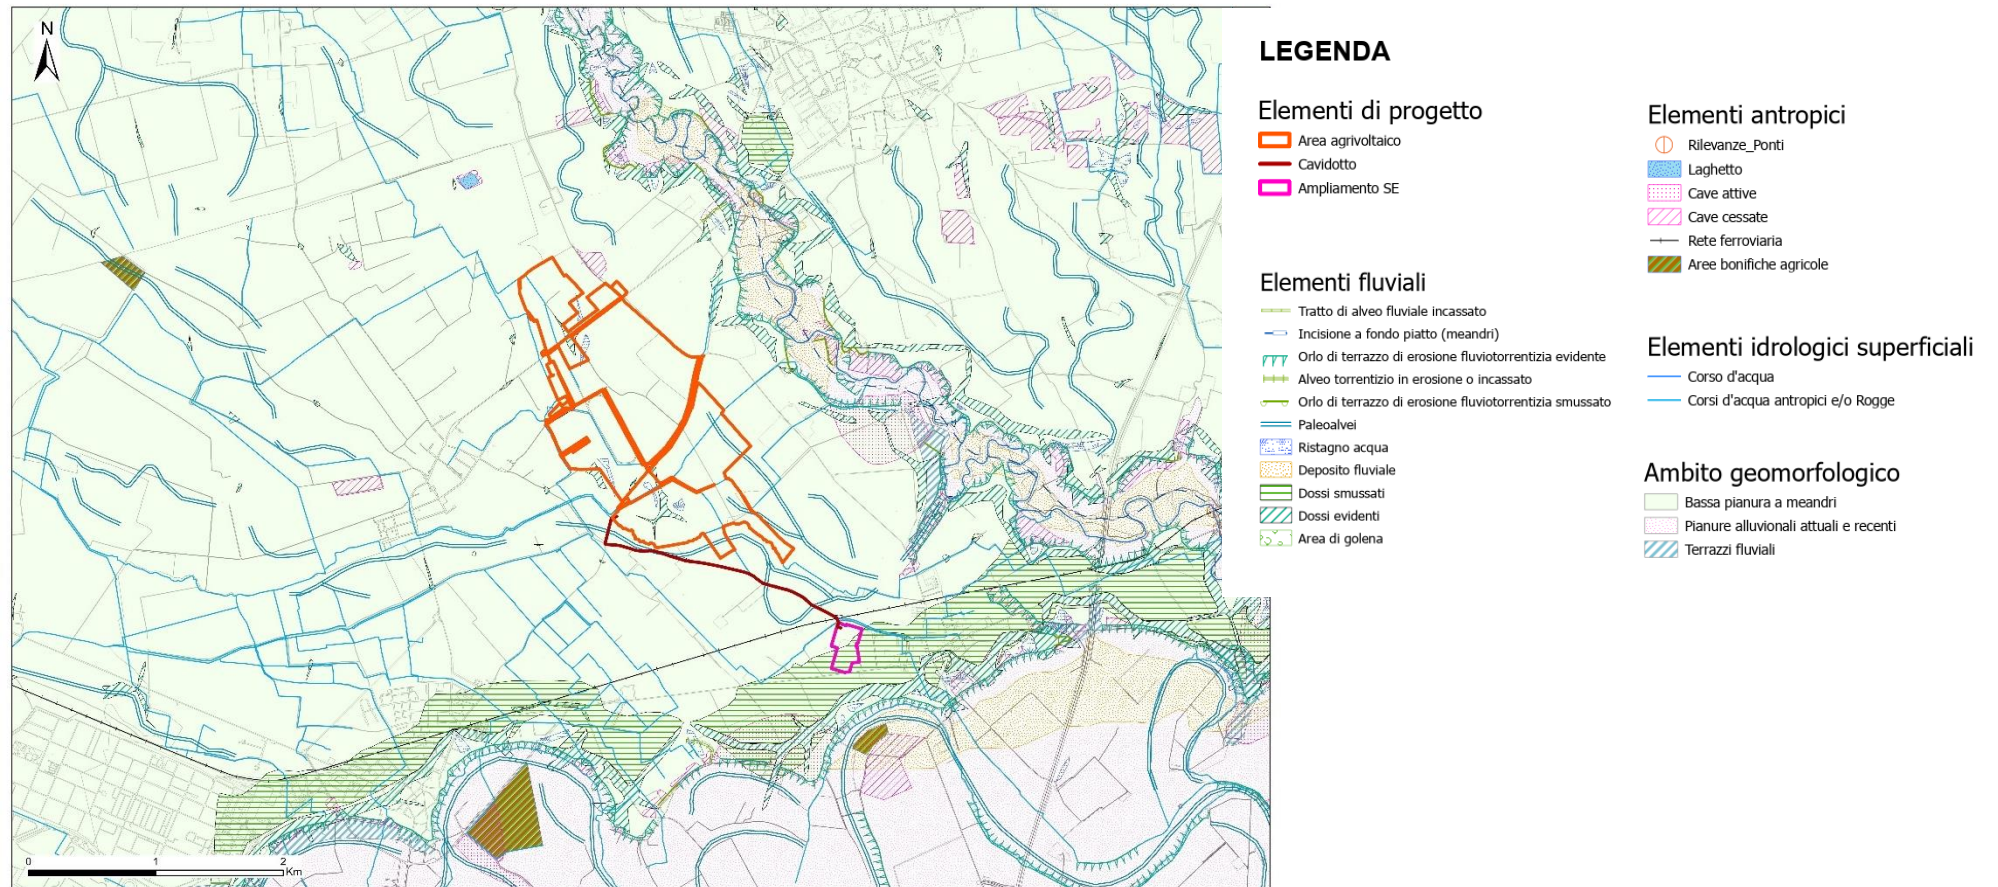 N
LEGENDA
Elementi di progetto
Area agrivoltaico
Cavidotto
Ampliamento SE
Elementi fluviali
Tratto di alveo fluviale incassato
Incisione a fondo piatto (meandri)
Orlo di terrazzo di erosione fluviotorrentizia evidente
Alveo torrentizio in erosione o incassato
Orlo di terrazzo di erosione fluviotorrentizia smussato
Paleoalvei
Ristagno acqua
Deposito fluviale
Dossi smussati
Dossi evidenti
Area di golena
Elementi antropici
Rilevanze_Ponti
Laghetto
Cave attive
Cave cessate
Rete ferroviaria
Aree bonifiche agricole
Elementi idrologici superficiali
Corso d'acqua
Corsi d'acqua antropici e/o Rogge
Ambito geomorfologico
Bassa pianura a meandri
Pianure alluvionali attuali e recenti
Terrazzi fluviali
0 1 2
Km